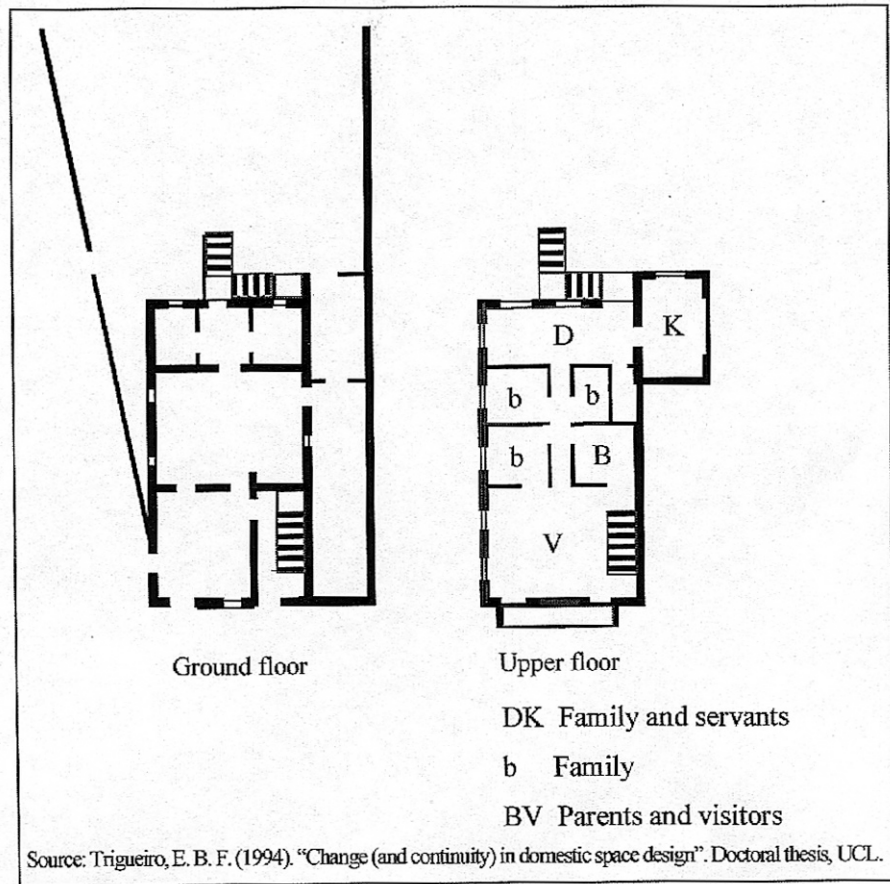 D
K
b
b
b
B
V
Ground floor
Upper floor
DK Family and servants
b Family
BV Parents and visitors
Source: Trigueiro, E. B. F. (1994). “Change (and continuity) in domestic space design”. Doctoral thesis, UCL.